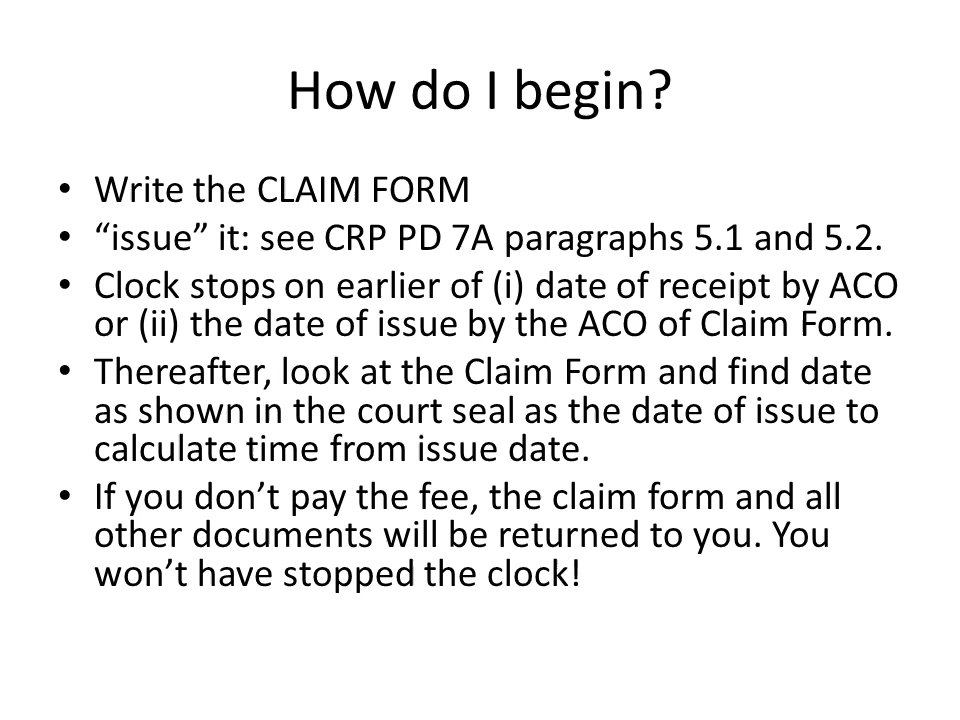 How do I begin?
• Write the CLAIM FORM
• “issue” it: see CRP PD 7A paragraphs 5.1 and 5.2.
• Clock stops on earlier of (i) date of receipt by ACO
or (ii) the date of issue by the ACO of Claim Form.
• Thereafter, look at the Claim Form and find date
as shown in the court seal as the date of issue to
calculate time from issue date.
• If you don’t pay the fee, the claim form and all
other documents will be returned to you. You
won’t have stopped the clock!